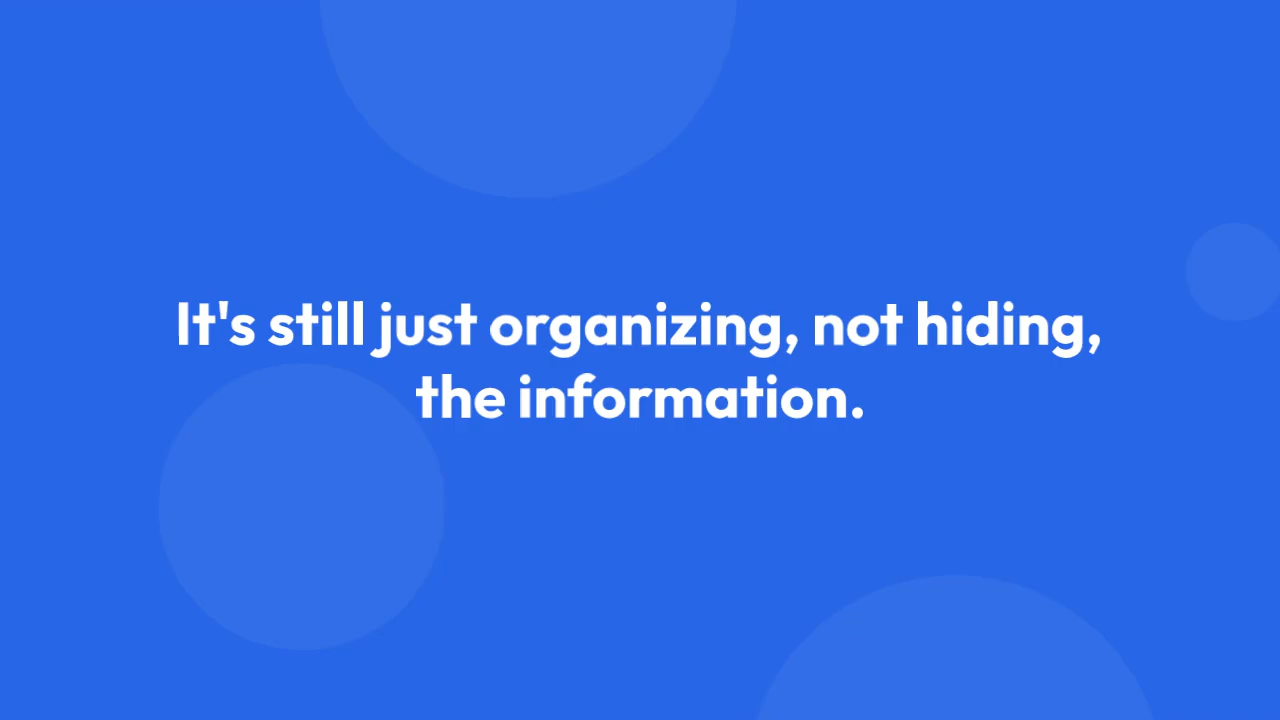 It's still just organizing, not hiding,
the information.